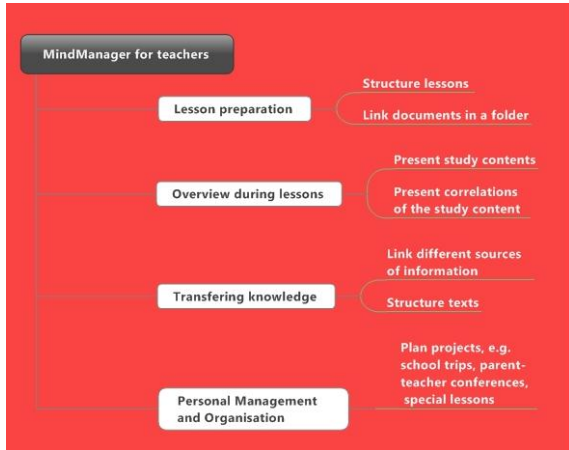 MindManager for teachers
Structure lessons
Lesson preparation
Link documents in a folder
Present study contents
Overview during lessons
Present correlations
of the study content
Link different sources
of information
Transfering knowledge
Structure texts
Plan projects, e.g.
school trips, parent-
teacher conferences,
special lessons
Personal Management
and Organisation